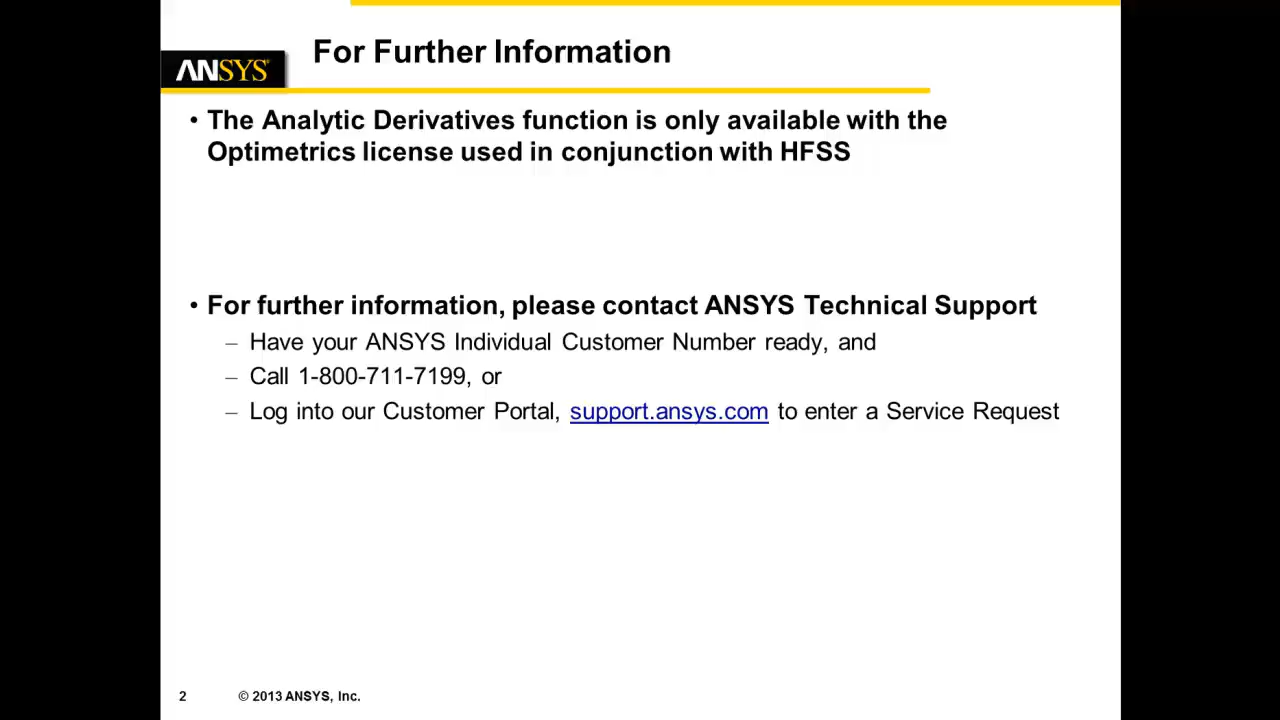 For Further Information
ANSYS®
• The Analytic Derivatives function is only available with the
Optimetrics license used in conjunction with HFSS
• For further information, please contact ANSYS Technical Support
– Have your ANSYS Individual Customer Number ready, and
– Call 1-800-711-7199, or
– Log into our Customer Portal, support.ansys.com to enter a Service Request
2 © 2013 ANSYS, Inc.